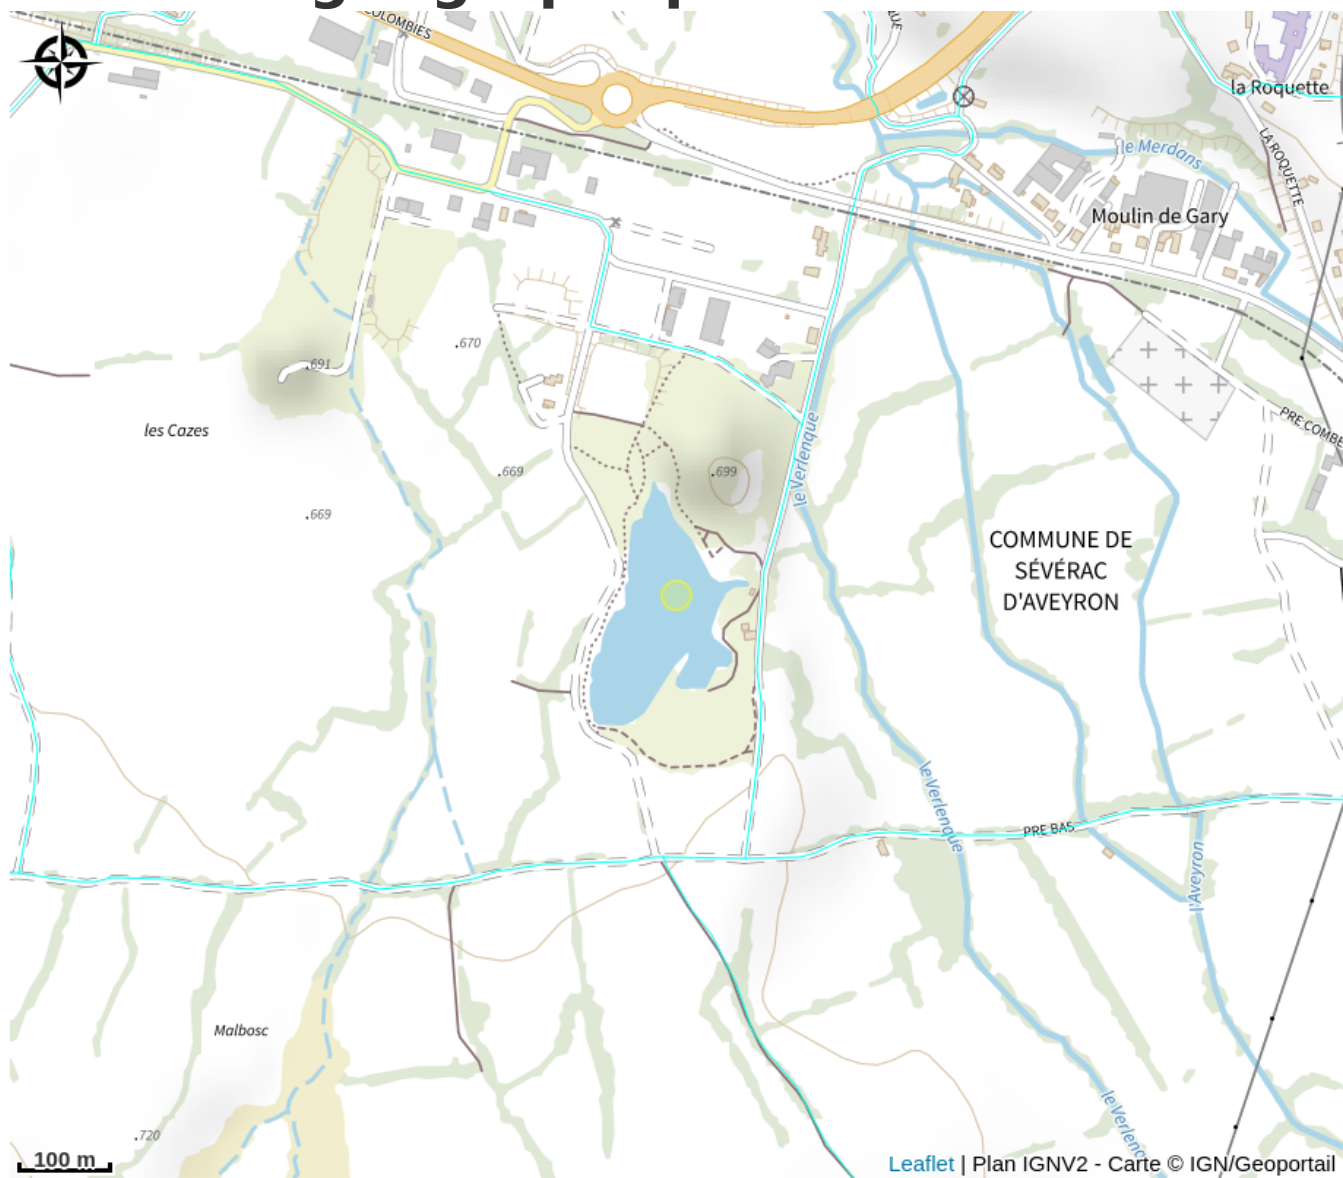 COLOMBIES
la Roquette
LA ROQUETTE
le Merdans
Moulin de Gary
.670
.691
les Cazes
PRE COMBE
le Verlenque
.699
.669
.669
COMMUNE DE
SÉVÉRAC
D'AVEYRON
le Verlenque
PRE BAS
l'Aveyron
Malbosc
le Verlenc
.720
100 m
Leaflet | Plan IGNV2 - Carte © IGN/Geoportail